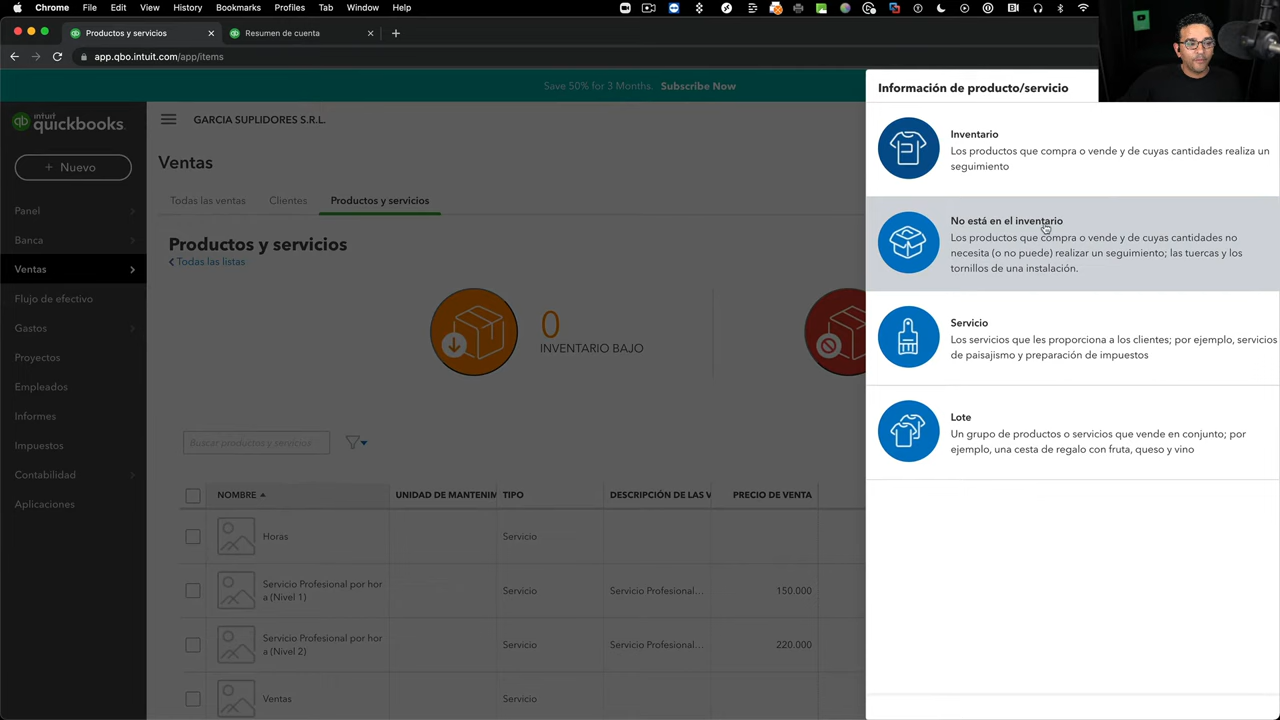 Chrome File Edit View History Bookmarks Profiles Tab Window Help
Productos y servicios
Resumen de cuenta
app.qbo.intuit.com/app/items
Save 50% for 3 Months. Subscribe Now
intuit quickbooks.
GARCIA SUPLIDORES S.R.L.
+ Nuevo
Panel
Banca
Ventas
Flujo de efectivo
Gastos
Proyectos
Empleados
Informes
Impuestos
Contabilidad
Aplicaciones
Ventas
Todas las ventas Clientes Productos y servicios
Productos y servicios
Todas las listas
0
INVENTARIO BAJO
Buscar productos y servicios
NOMBRE UNIDAD DE MANTENIM TIPO DESCRIPCIÓN DE LAS V PRECIO DE VENTA
Horas Servicio
Servicio Profesional por hor
a (Nivel 1)
Servicio Servicio Profesional... 150.000
Servicio Profesional por hor
a (Nivel 2)
Servicio Servicio Profesional... 220.000
Ventas Servicio
Información de producto/servicio
Inventario
Los productos que compra o vende y de cuyas cantidades realiza un
seguimiento
No está en el inventario
Los productos que compra o vende y de cuyas cantidades no
necesita (o no puede) realizar un seguimiento; las tuercas y los
tornillos de una instalación.
Servicio
Los servicios que les proporciona a los clientes; por ejemplo, servicios
de paisajismo y preparación de impuestos
Lote
Un grupo de productos o servicios que vende en conjunto; por
ejemplo, una cesta de regalo con fruta, queso y vino